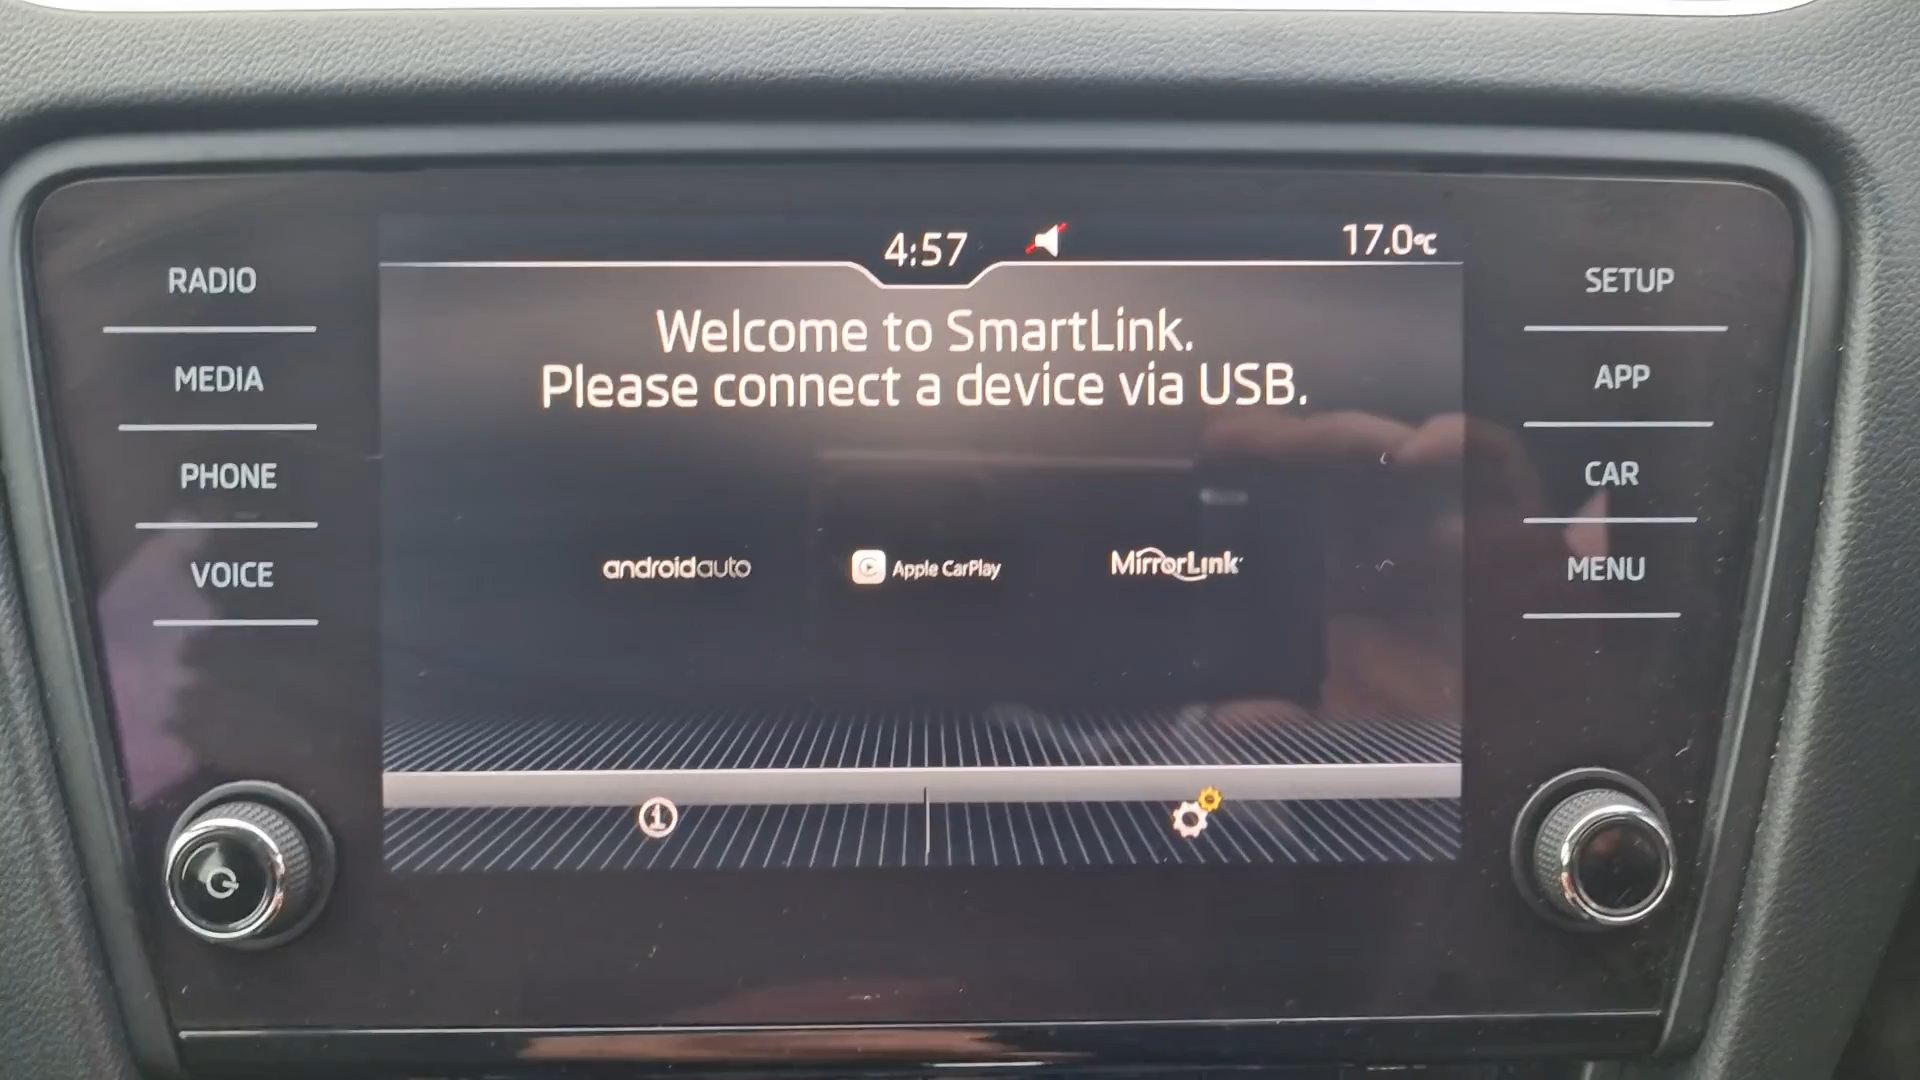 4:57
17.0°C
RADIO
MEDIA
PHONE
VOICE
Welcome to SmartLink.
Please connect a device via USB.
androidauto
Apple CarPlay
MirrorLink
SETUP
APP
CAR
MENU